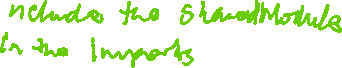 nclude the SharedModule
in the imports